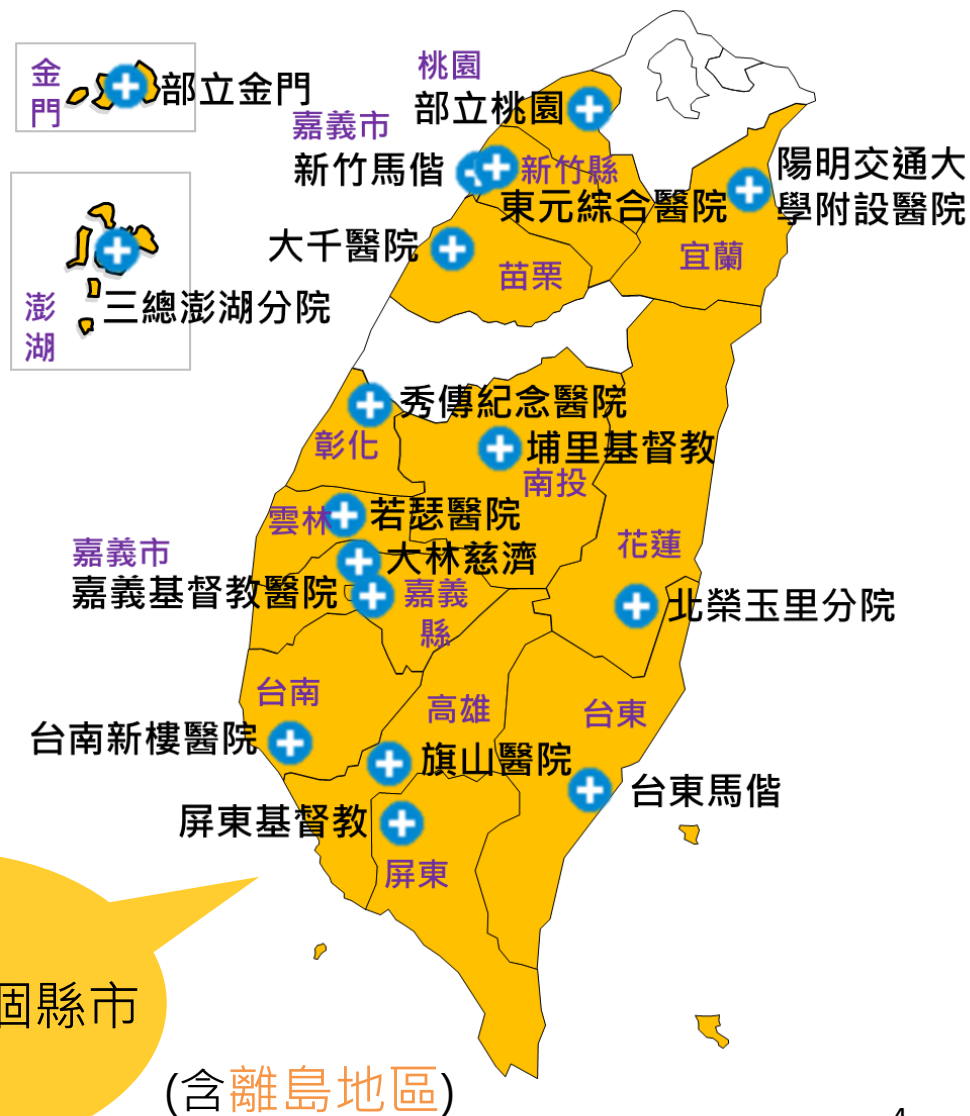 金
門
部立金門
桃園
部立桃園
嘉義市
新竹馬偕
新竹縣
東元綜合醫院
陽明交通大
學附設醫院
大千醫院
苗栗
宜蘭
澎
湖
三總澎湖分院
秀傳紀念醫院
彰化
埔里基督教
南投
雲林
若瑟醫院
花蓮
嘉義市
大林慈濟
嘉義基督教醫院
嘉義
縣
北榮玉里分院
台南
高雄
台東
台南新樓醫院
旗山醫院
台東馬偕
屏東基督教
屏東
個縣市
(含離島地區)